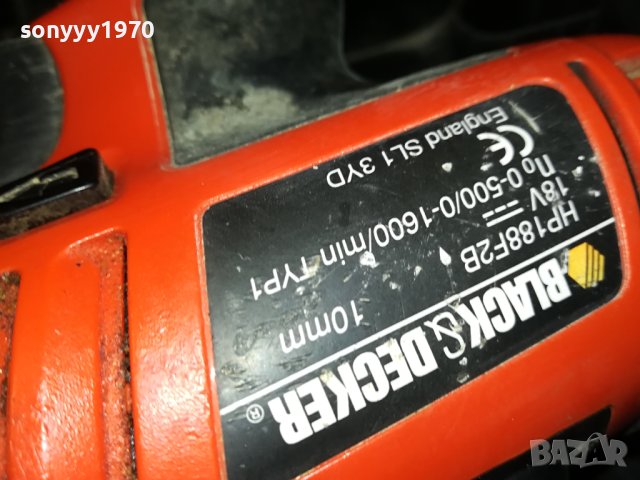 sonyyy1970
BLACK & DECKER ®
HP188F2B 10mm
18V
n₀ 0-500/0-1600/min TYP1
CE
England SL1 3YD
BAZAR